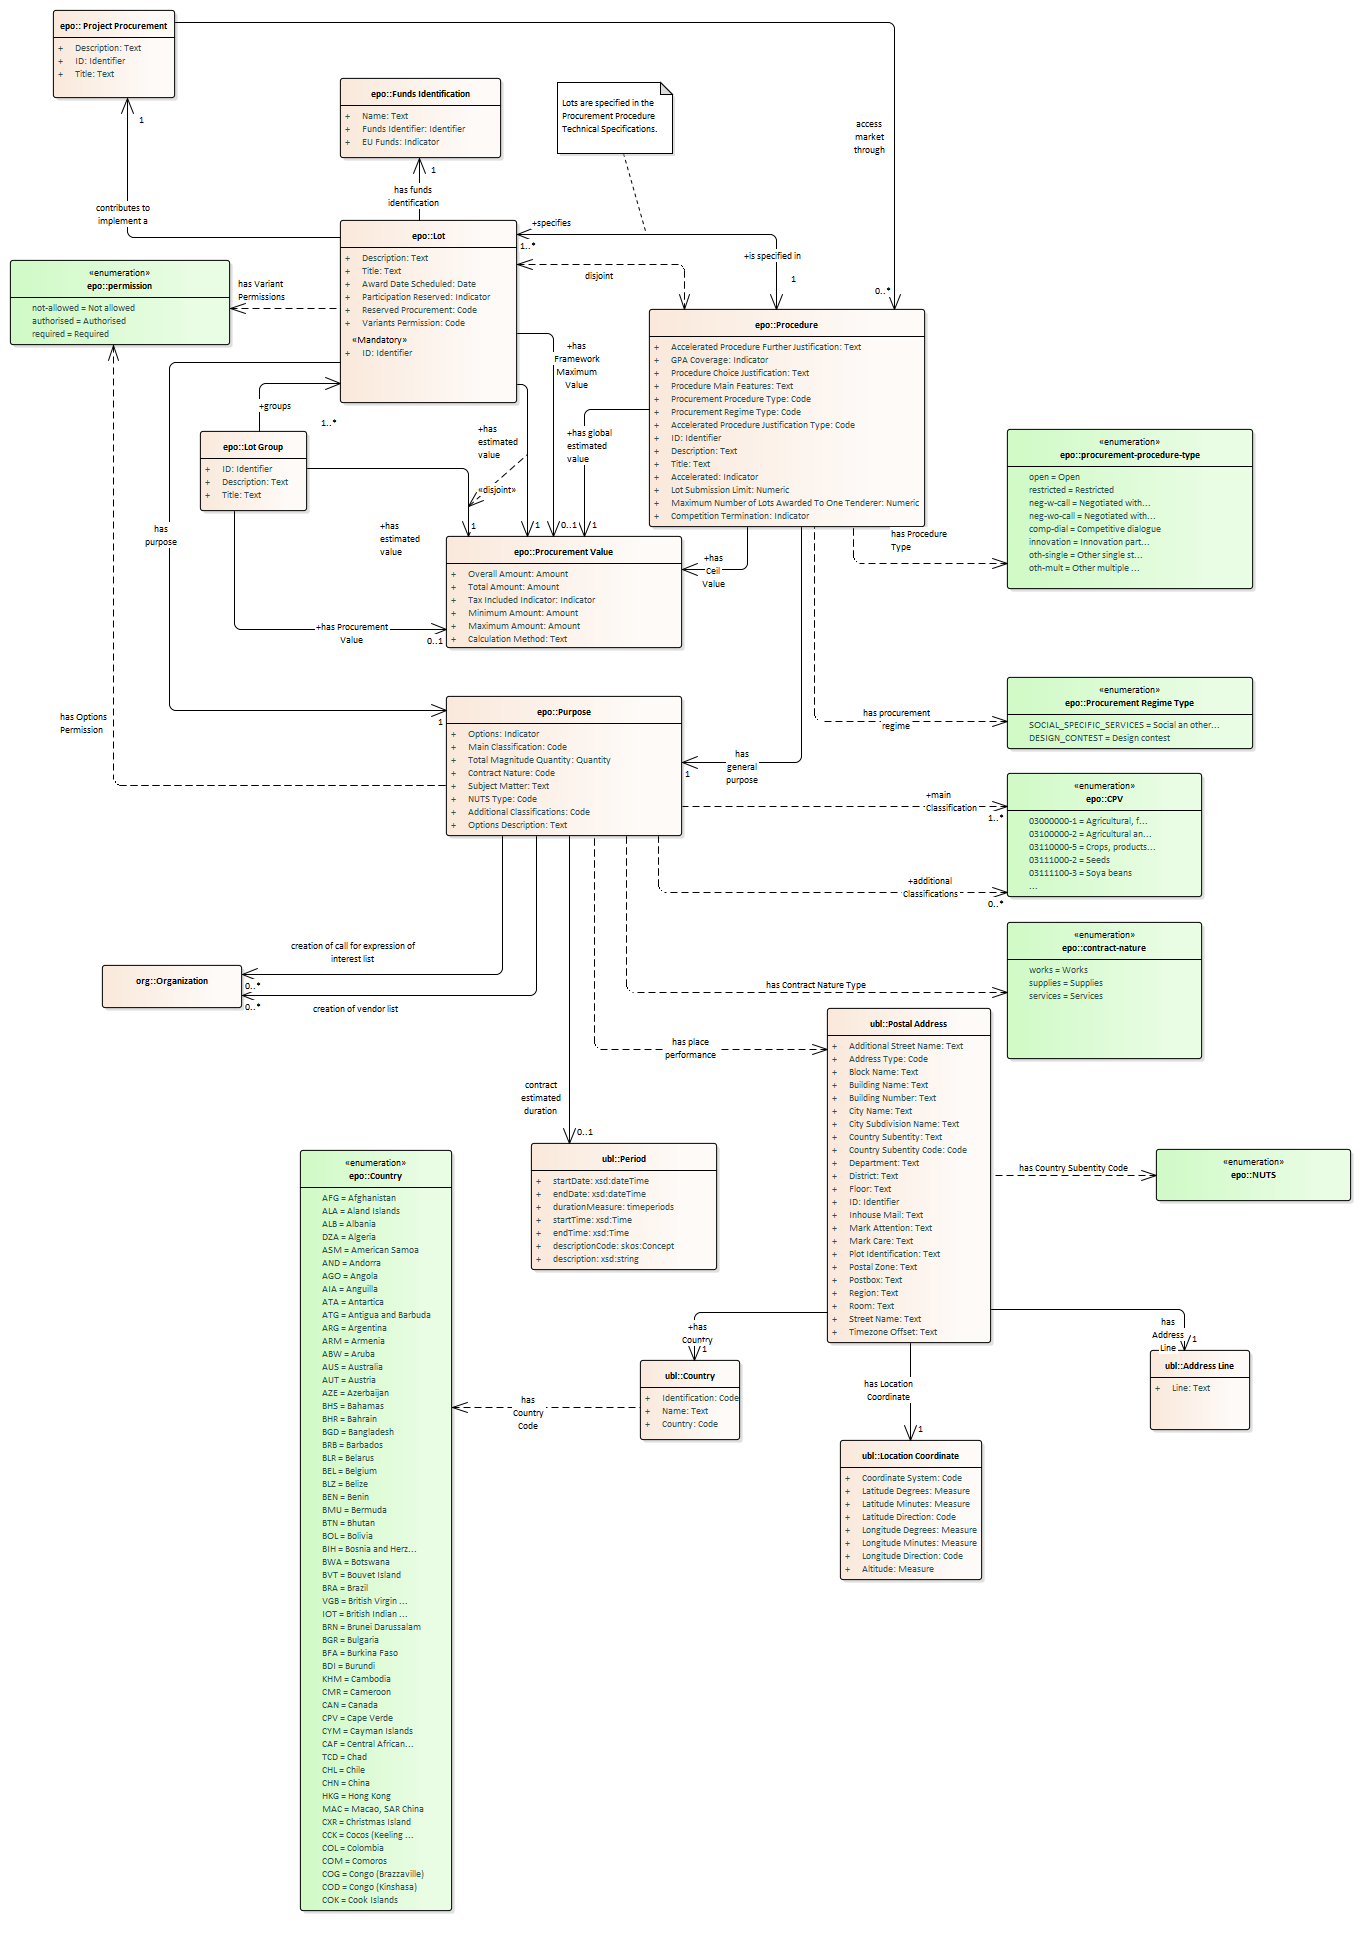 epo:: Project Procurement
+ Description: Text
+ ID: Identifier
+ Title: Text
1
contributes to
implement a
access
market
through
0..*
epo::Funds Identification
+ Name: Text
+ Funds Identifier: Identifier
+ EU Funds: Indicator
1
has funds
identification
Lots are specified in the
Procurement Procedure
Technical Specifications.
epo::Lot
+ Description: Text
+ Title: Text
+ Award Date Scheduled: Date
+ Participation Reserved: Indicator
+ Reserved Procurement: Code
+ Variants Permission: Code
«Mandatory»
+ ID: Identifier
+specifies
1..*
+is specified in
1
disjoint
«enumeration»
epo::permission
not-allowed = Not allowed
authorised = Authorised
required = Required
has Variant
Permissions
epo::Procedure
+ Accelerated Procedure Further Justification: Text
+ GPA Coverage: Indicator
+ Procedure Choice Justification: Text
+ Procedure Main Features: Text
+ Procurement Procedure Type: Code
+ Procurement Regime Type: Code
+ Accelerated Procedure Justification Type: Code
+ ID: Identifier
+ Description: Text
+ Title: Text
+ Accelerated: Indicator
+ Lot Submission Limit: Numeric
+ Maximum Number of Lots Awarded To One Tenderer: Numeric
+ Competition Termination: Indicator
+has
Framework
Maximum
Value
+groups
1..*
+has
estimated
value
+has global
estimated
value
«disjoint»
epo::Lot Group
+ ID: Identifier
+ Description: Text
+ Title: Text
has
purpose
+has
estimated
value
1
1
0..1
1
«enumeration»
epo::procurement-procedure-type
open = Open
restricted = Restricted
neg-w-call = Negotiated with...
neg-wo-call = Negotiated with...
comp-dial = Competitive dialogue
innovation = Innovation part...
oth-single = Other single st...
oth-mult = Other multiple ...
has Procedure
Type
epo::Procurement Value
+ Overall Amount: Amount
+ Total Amount: Amount
+ Tax Included Indicator: Indicator
+ Minimum Amount: Amount
+ Maximum Amount: Amount
+ Calculation Method: Text
+has
Ceil
Value
+has Procurement
Value
0..1
«enumeration»
epo::Procurement Regime Type
SOCIAL_SPECIFIC_SERVICES = Social an other...
DESIGN_CONTEST = Design contest
has procurement
regime
has Options
Permission
1
epo::Purpose
+ Options: Indicator
+ Main Classification: Code
+ Total Magnitude Quantity: Quantity
+ Contract Nature: Code
+ Subject Matter: Text
+ NUTS Type: Code
+ Additional Classifications: Code
+ Options Description: Text
has
general
purpose
1
«enumeration»
epo::CPV
03000000-1 = Agricultural, f...
03100000-2 = Agricultural an...
03110000-5 = Crops, products...
03111000-2 = Seeds
03111100-3 = Soya beans
...
+main
Classification
1..*
+additional
Classifications
0..*
«enumeration»
epo::contract-nature
works = Works
supplies = Supplies
services = Services
has Contract Nature Type
creation of call for expression of
interest list
org::Organization
0..*
0..*
creation of vendor list
has place
performance
contract
estimated
duration
0..1
ubl::Postal Address
+ Additional Street Name: Text
+ Address Type: Code
+ Block Name: Text
+ Building Name: Text
+ Building Number: Text
+ City Name: Text
+ City Subdivision Name: Text
+ Country Subentity: Text
+ Country Subentity Code: Code
+ Department: Text
+ District: Text
+ Floor: Text
+ ID: Identifier
+ Inhouse Mail: Text
+ Mark Attention: Text
+ Mark Care: Text
+ Plot Identification: Text
+ Postal Zone: Text
+ Postbox: Text
+ Region: Text
+ Room: Text
+ Street Name: Text
+ Timezone Offset: Text
has Country Subentity Code
«enumeration»
epo::NUTS
ubl::Period
+ startDate: xsd:dateTime
+ endDate: xsd:dateTime
+ durationMeasure: timeperiods
+ startTime: xsd:Time
+ endTime: xsd:Time
+ descriptionCode: skos:Concept
+ description: xsd:string
+has
Country
1
has
Address
Line
1
ubl::Address Line
+ Line: Text
ubl::Country
+ Identification: Code
+ Name: Text
+ Country: Code
has
Country
Code
has Location
Coordinate
1
ubl::Location Coordinate
+ Coordinate System: Code
+ Latitude Degrees: Measure
+ Latitude Minutes: Measure
+ Latitude Direction: Code
+ Longitude Degrees: Measure
+ Longitude Minutes: Measure
+ Longitude Direction: Code
+ Altitude: Measure
«enumeration»
epo::Country
AFG = Afghanistan
ALA = Aland Islands
ALB = Albania
DZA = Algeria
ASM = American Samoa
AND = Andorra
AGO = Angola
AIA = Anguilla
ATA = Antartica
ATG = Antigua and Barbuda
ARG = Argentina
ARM = Armenia
ABW = Aruba
AUS = Australia
AUT = Austria
AZE = Azerbaijan
BHS = Bahamas
BHR = Bahrain
BGD = Bangladesh
BRB = Barbados
BLR = Belarus
BEL = Belgium
BLZ = Belize
BEN = Benin
BMU = Bermuda
BTN = Bhutan
BOL = Bolivia
BIH = Bosnia and Herz...
BWA = Botswana
BVT = Bouvet Island
BRA = Brazil
VGB = British Virgin ...
IOT = British Indian ...
BRN = Brunei Darussalam
BGR = Bulgaria
BFA = Burkina Faso
BDI = Burundi
KHM = Cambodia
CMR = Cameroon
CAN = Canada
CPV = Cape Verde
CYM = Cayman Islands
CAF = Central African...
TCD = Chad
CHL = Chile
CHN = China
HKG = Hong Kong
MAC = Macao, SAR China
CXR = Christmas Island
CCK = Cocos (Keeling ...
COL = Colombia
COM = Comoros
COG = Congo (Brazzaville)
COD = Congo (Kinshasa)
COK = Cook Islands